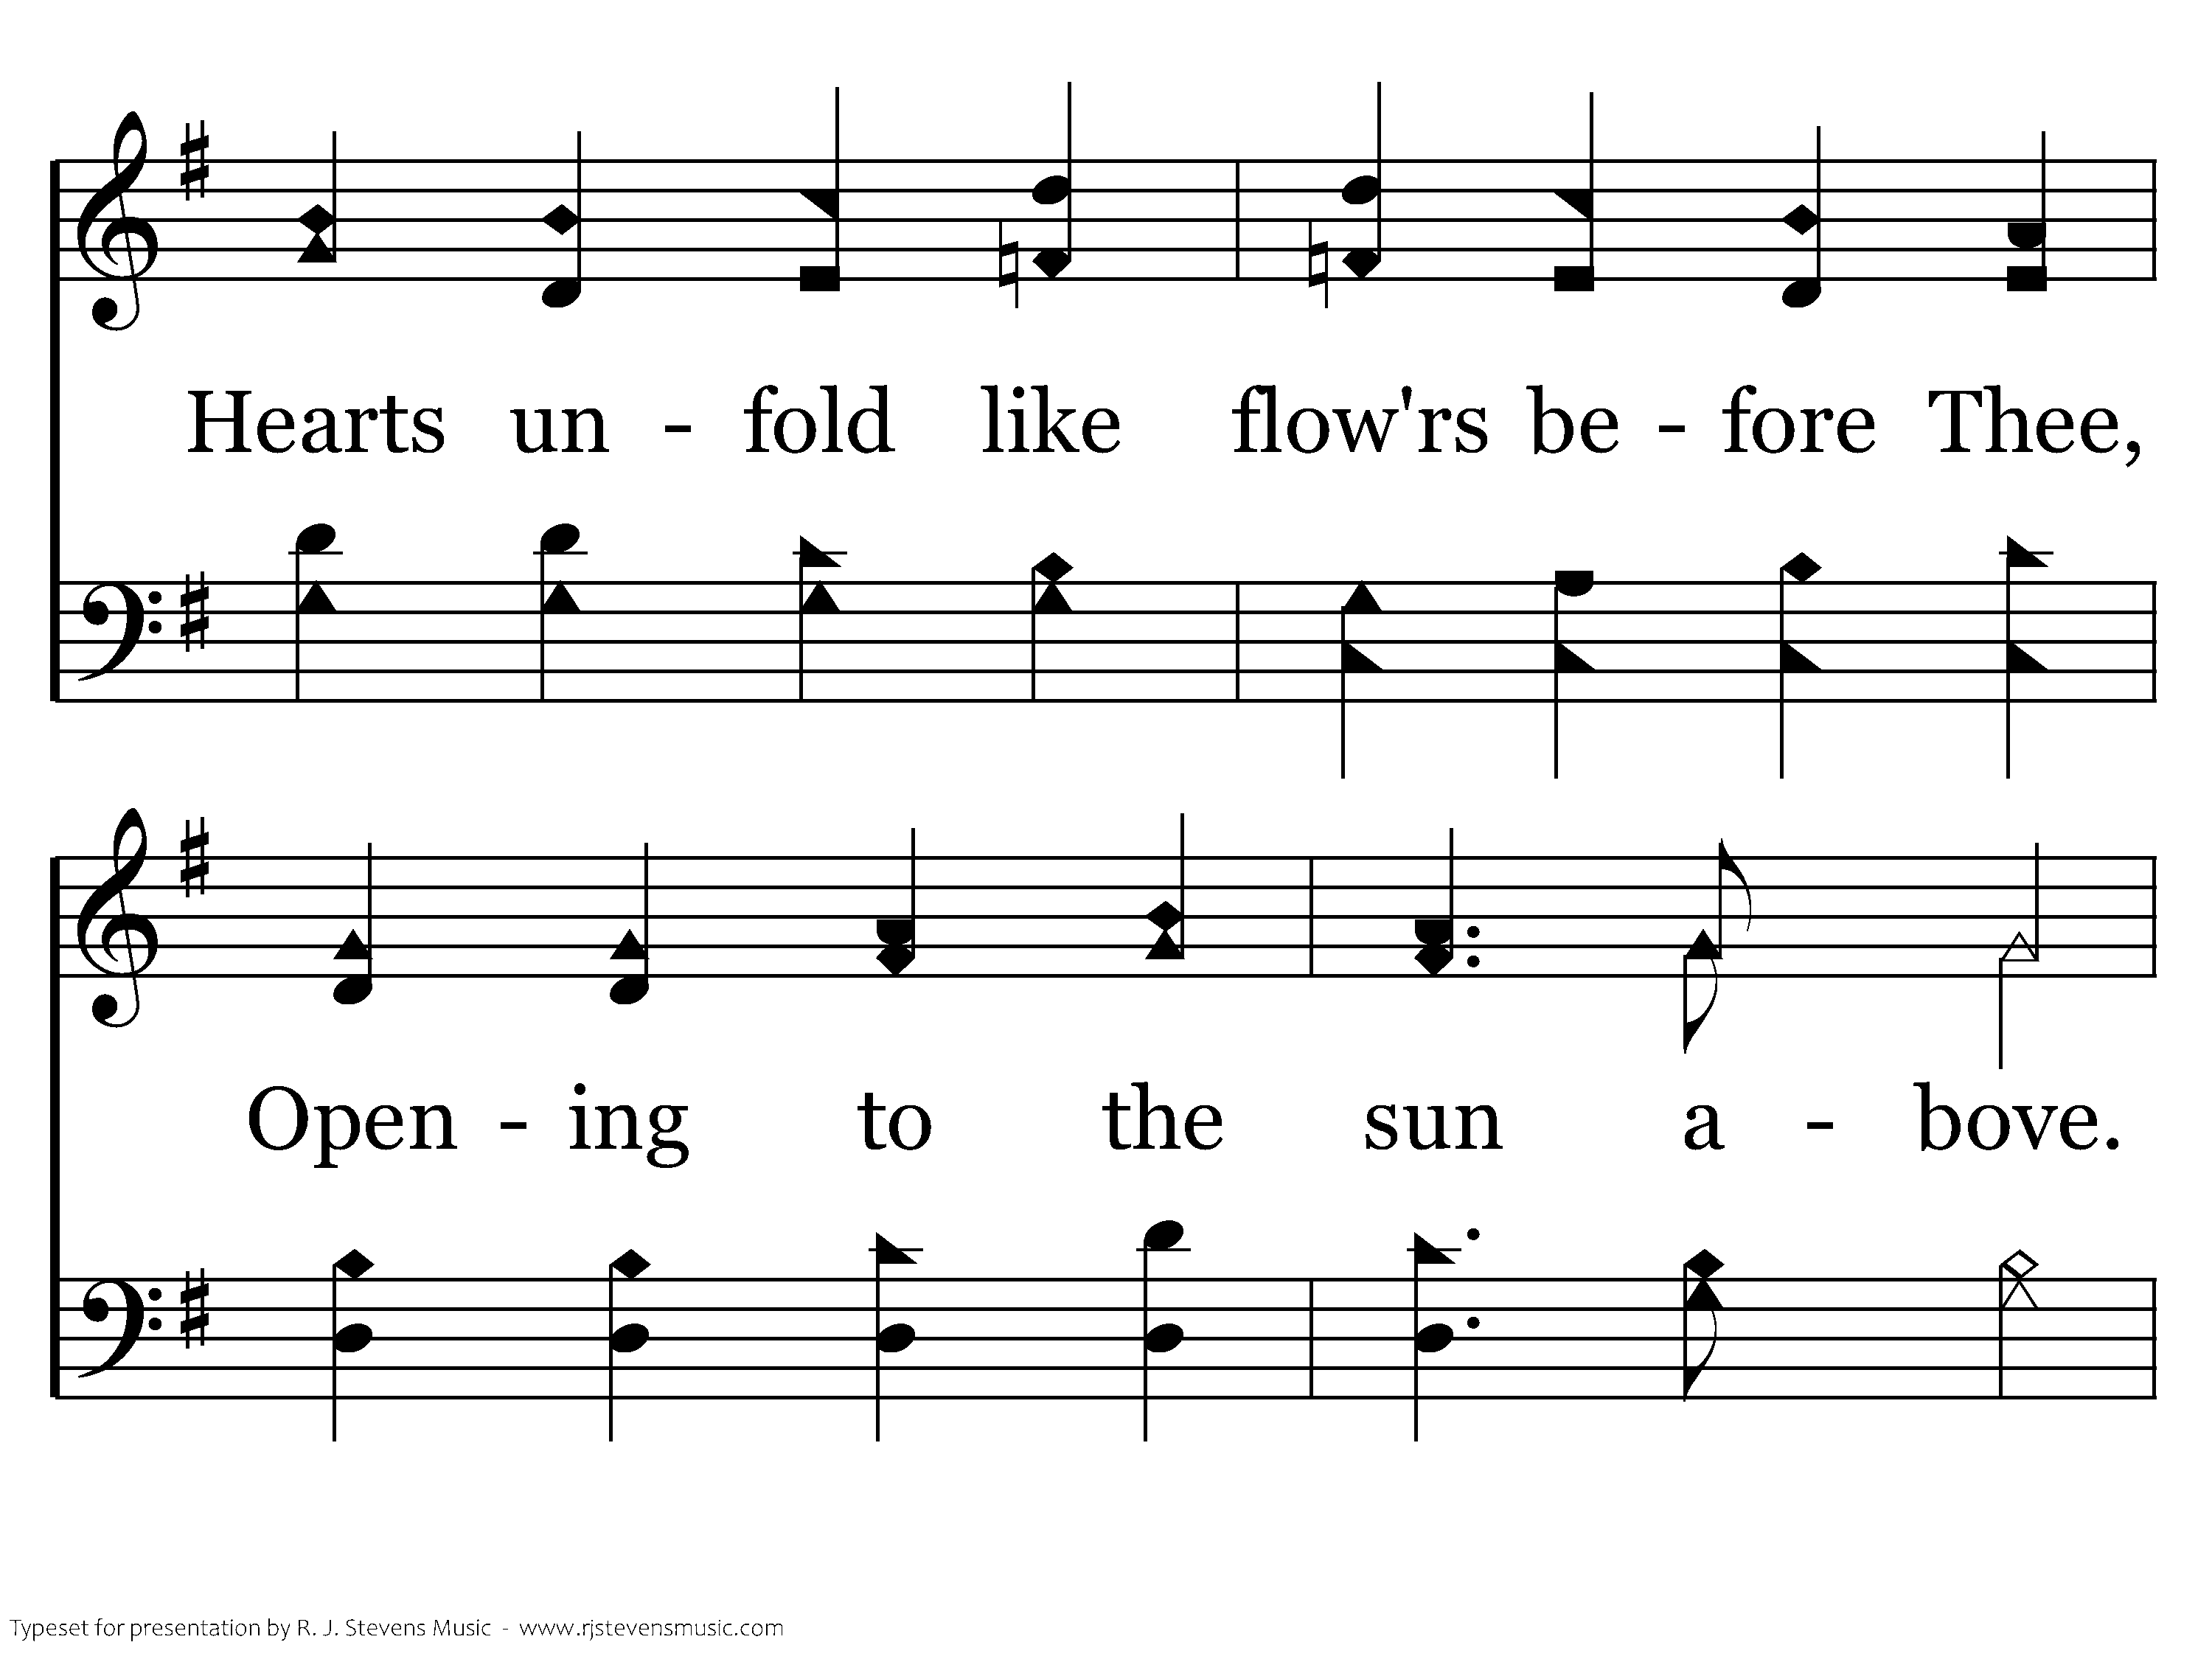 Hearts un - fold like flow'rs be - fore Thee,
Open - ing to the sun a - bove.
Typeset for presentation by R. J. Stevens Music - www.rjstevensmusic.com